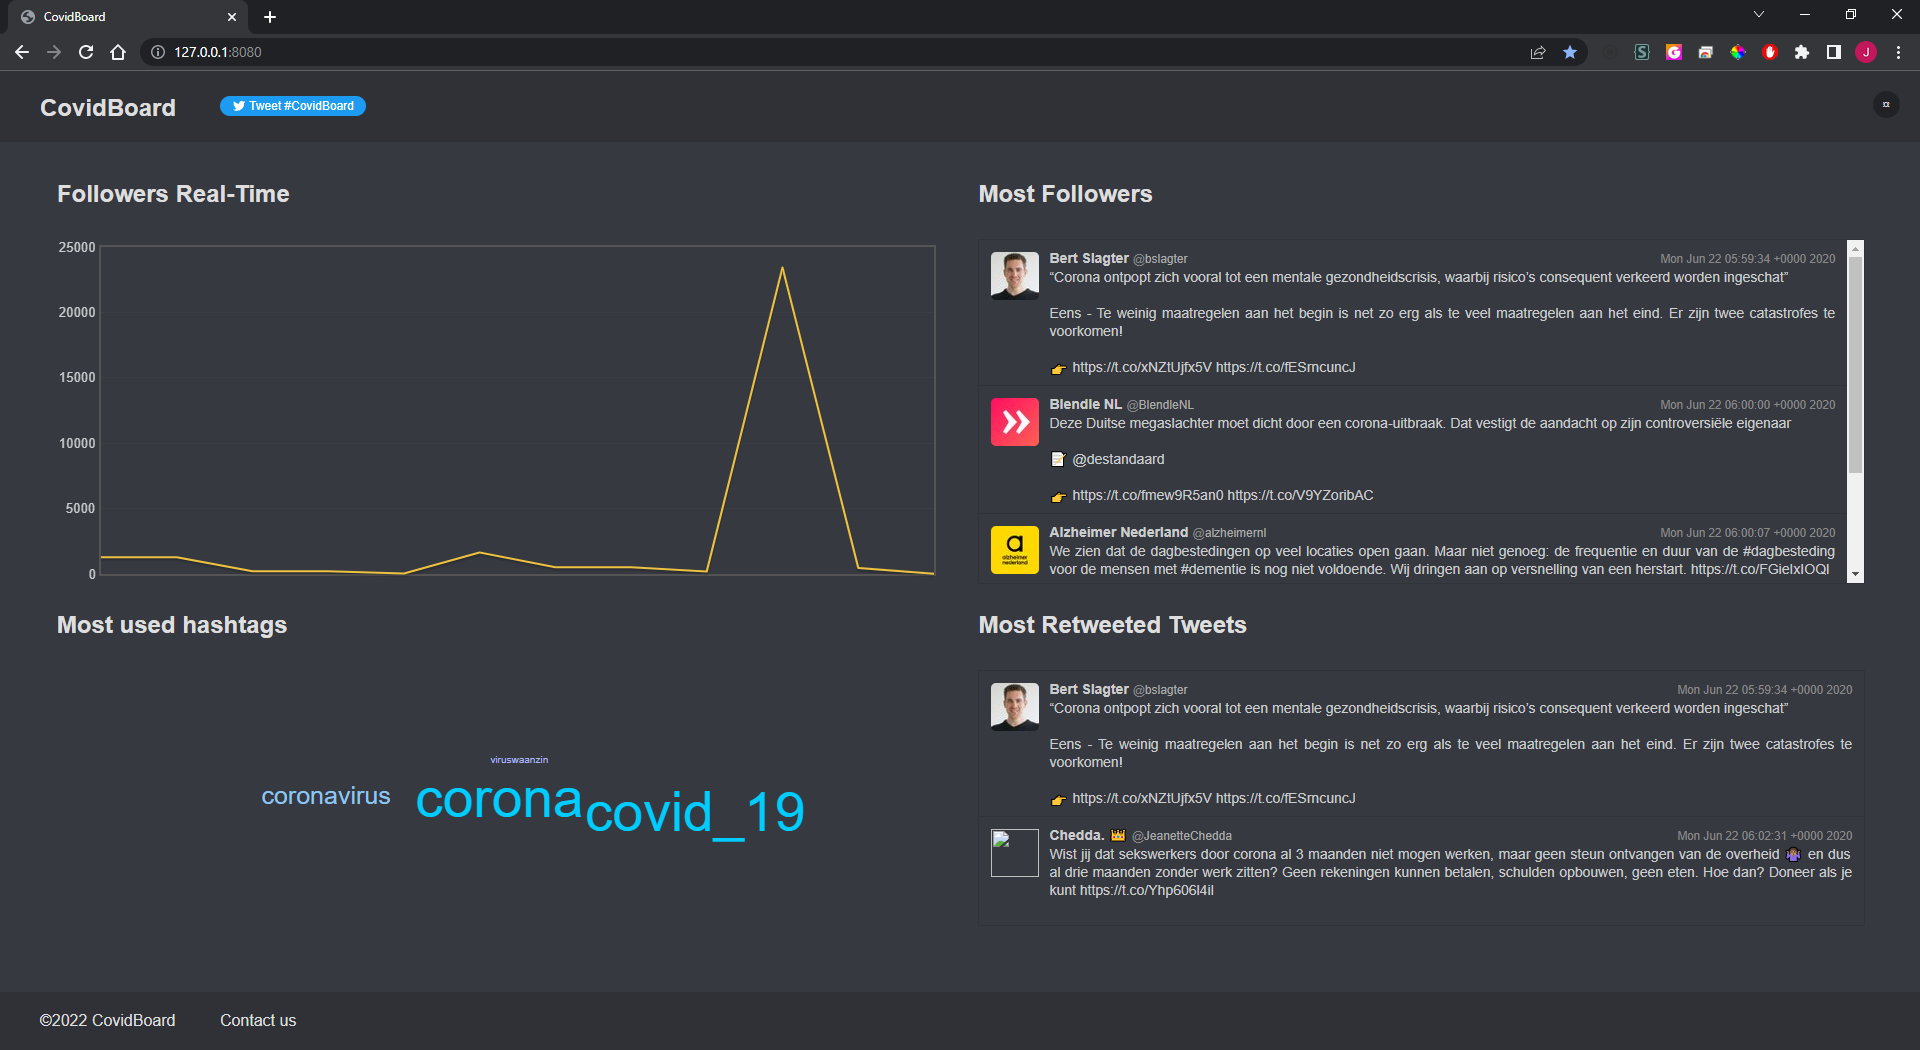 CovidBoard
127.0.0.1:8080
J
CovidBoard
Tweet #CovidBoard
Followers Real-Time
25000
20000
15000
10000
5000
0
Most Followers
Bert Slagter @bslagter Mon Jun 22 05:59:34 +0000 2020
“Corona ontpopt zich vooral tot een mentale gezondheidscrisis, waarbij risico’s consequent verkeerd worden ingeschat”
Eens - Te weinig maatregelen aan het begin is net zo erg als te veel maatregelen aan het eind. Er zijn twee catastrofes te
voorkomen!
👉 https://t.co/xNZtUjfx5V https://t.co/fESrncuncJ
Blendle NL @BlendleNL Mon Jun 22 06:00:00 +0000 2020
Deze Duitse megaslachter moet dicht door een corona-uitbraak. Dat vestigt de aandacht op zijn controversiële eigenaar
📝 @destandaard
👉 https://t.co/fmew9R5an0 https://t.co/V9YZoribAC
Alzheimer Nederland @alzheimernl Mon Jun 22 06:00:07 +0000 2020
alzheimer
nederland
We zien dat de dagbestedingen op veel locaties open gaan. Maar niet genoeg: de frequentie en duur van de #dagbesteding
voor de mensen met #dementie is nog niet voldoende. Wij dringen aan op versnelling van een herstart. https://t.co/FGieIxIOQl
Most used hashtags
viruswaanzin
coronavirus
corona
covid_19
Most Retweeted Tweets
Bert Slagter @bslagter Mon Jun 22 05:59:34 +0000 2020
“Corona ontpopt zich vooral tot een mentale gezondheidscrisis, waarbij risico’s consequent verkeerd worden ingeschat”
Eens - Te weinig maatregelen aan het begin is net zo erg als te veel maatregelen aan het eind. Er zijn twee catastrofes te
voorkomen!
👉 https://t.co/xNZtUjfx5V https://t.co/fESrncuncJ
Chedda. 👑 @JeanetteChedda Mon Jun 22 06:02:31 +0000 2020
Wist jij dat sekswerkers door corona al 3 maanden niet mogen werken, maar geen steun ontvangen van de overheid 🤷🏾‍♀️ en dus
al drie maanden zonder werk zitten? Geen rekeningen kunnen betalen, schulden opbouwen, geen eten. Hoe dan? Doneer als je
kunt https://t.co/Yhp606l4il
©2022 CovidBoard
Contact us